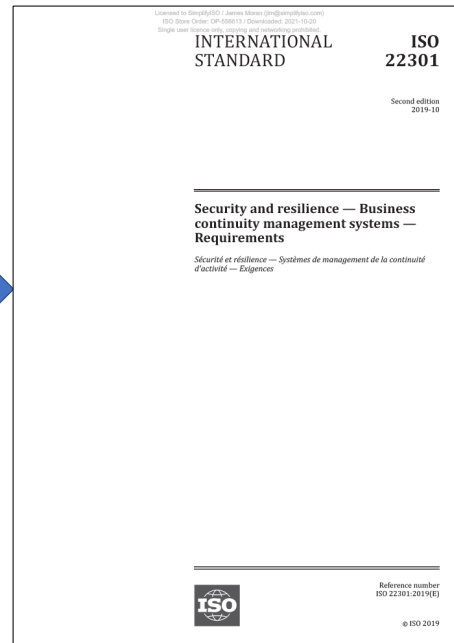 Licensed to SimplifyISO / James Moran (jim@simplifyiso.com)
ISO Store Order: OP-556613 / Downloaded: 2021-10-20
Single user licence only, copying and networking prohibited.
INTERNATIONAL
STANDARD
ISO
22301
Second edition
2019-10
Security and resilience — Business
continuity management systems —
Requirements
Sécurité et résilience — Systèmes de management de la continuité
d'activité — Exigences
ISO
Reference number
ISO 22301:2019(E)
© ISO 2019